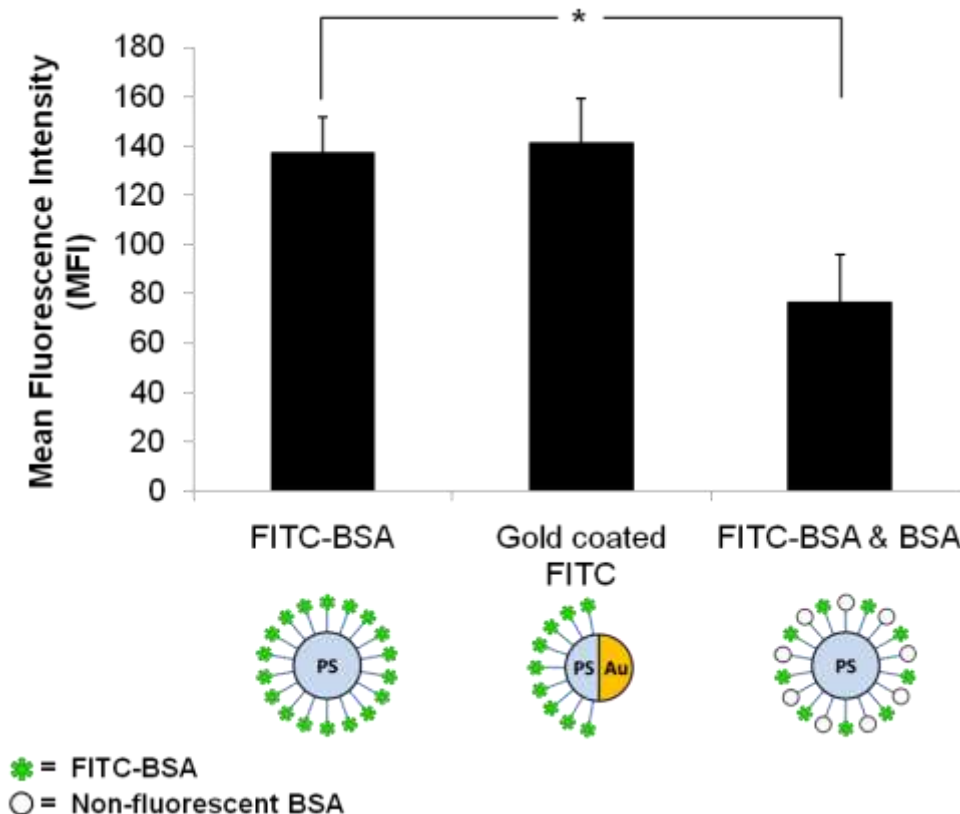 *
180
160
140
120
100
80
60
40
20
0
Mean Fluorescence Intensity
(MFI)
FITC-BSA
Gold coated
FITC
FITC-BSA & BSA
PS
PS Au
PS
= FITC-BSA
= Non-fluorescent BSA